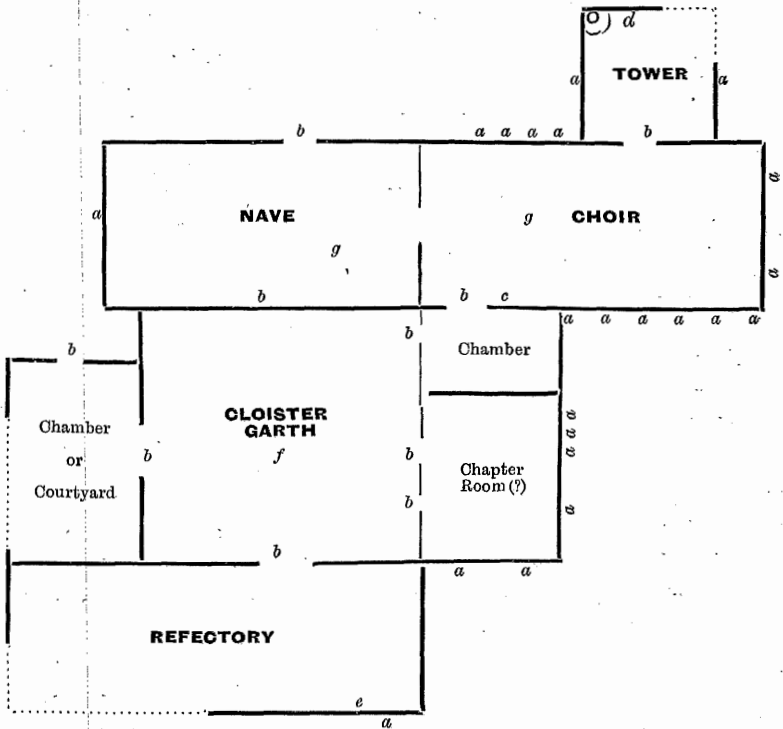 d
a TOWER a
b a a a a b
a
a NAVE g CHOIR
g
a
b b c
a a a a a a
b
b Chamber
CLOISTER
GARTH
a
a
a
Chamber
or b f b
Courtyard
Chapter
Room (?)
b
a
b
a a
REFECTORY
e
a